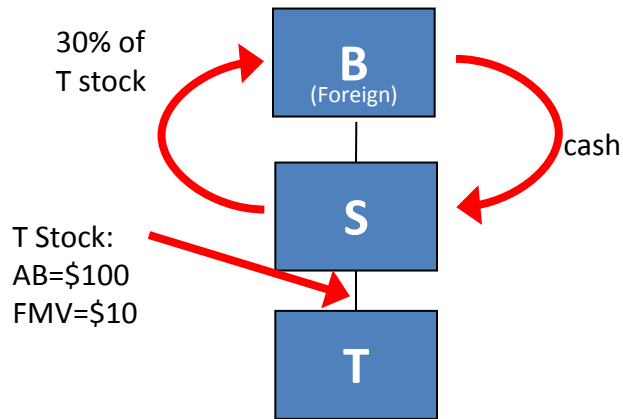 30% of
T stock
B
(Foreign)
cash
S
T Stock:
AB=$100
FMV=$10
T